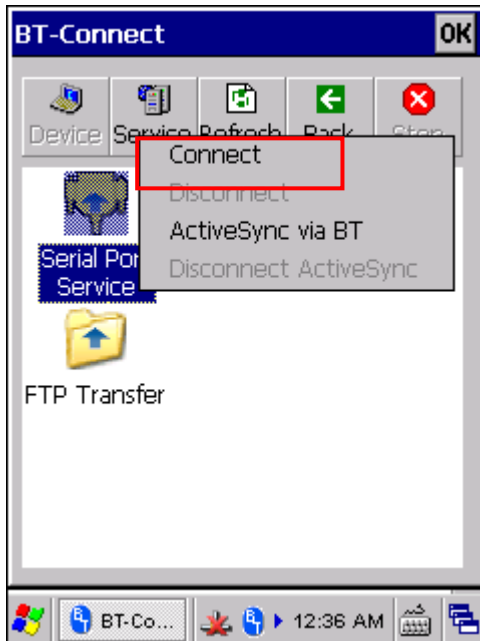 BT-Connect OK
Device Service Refresh Back Stop
Connect
Disconnect
ActiveSync via BT
Disconnect ActiveSync
Serial Port
Service
FTP Transfer
BT-Co... 12:36 AM